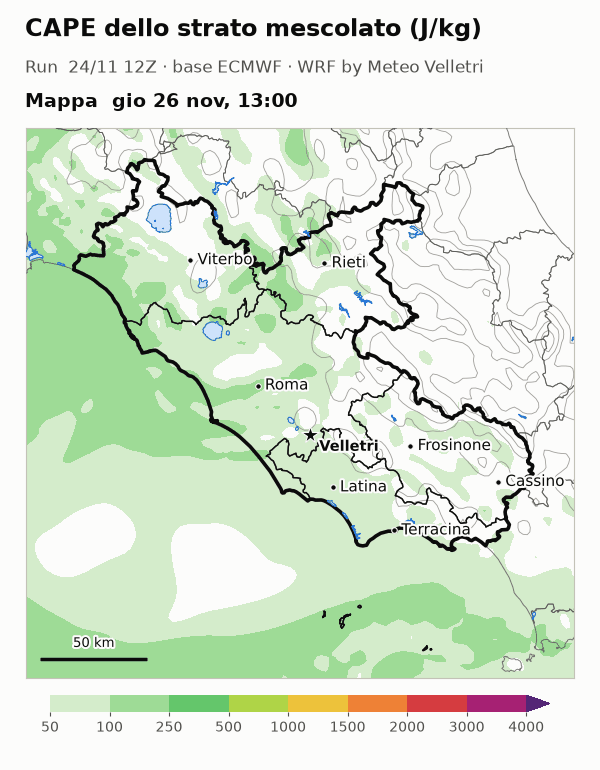 CAPE dello strato mescolato (J/kg)
Run  24/11 12Z · base ECMWF · WRF by Meteo Velletri
Mappa  gio 26 nov, 13:00
Viterbo
Rieti
Roma
Velletri
Frosinone
Cassino
Latina
Terracina
50 km
50 100 250 500 1000 1500 2000 3000 4000